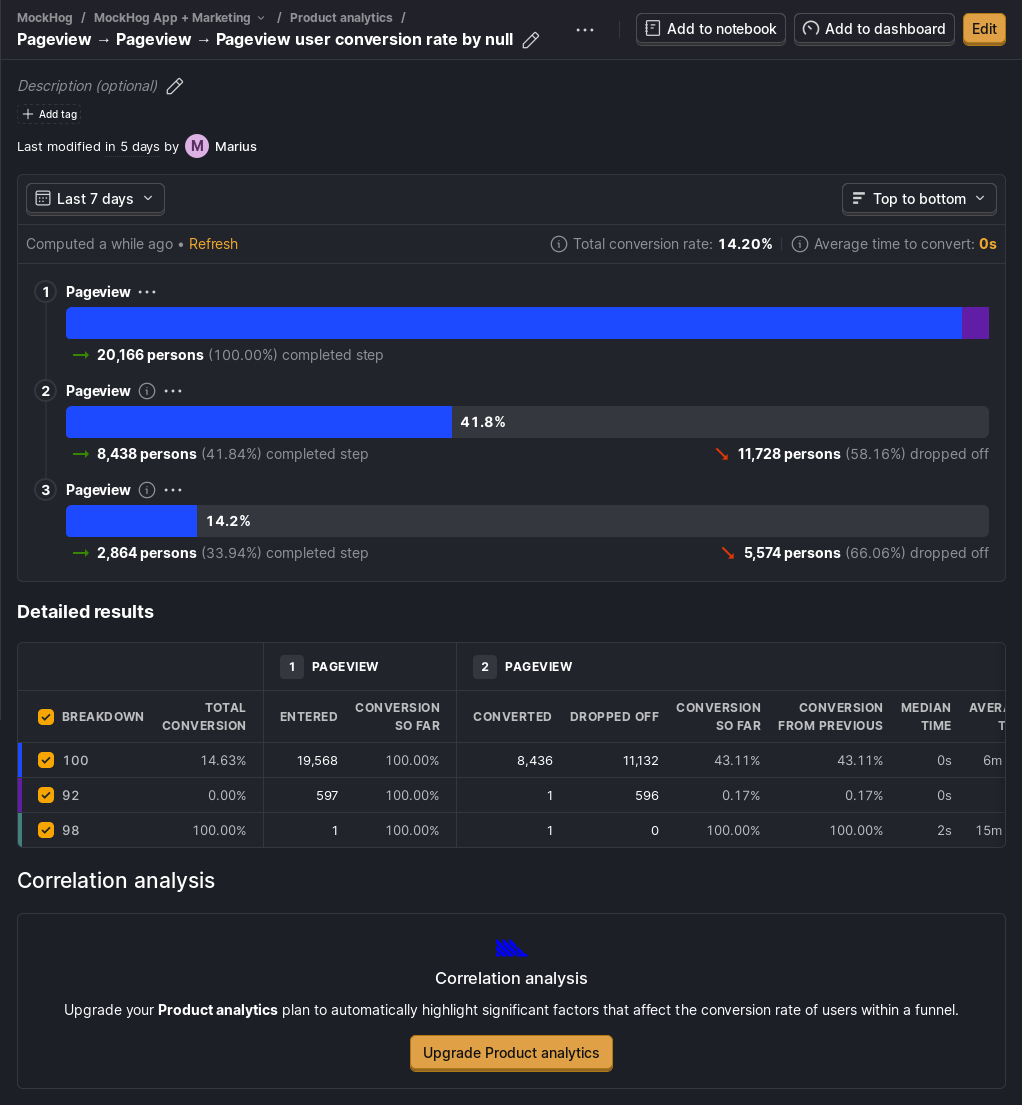 MockHog / MockHog App + Marketing / Product analytics /
Pageview → Pageview → Pageview user conversion rate by null
Add to notebook
Add to dashboard
Edit
Description (optional)
Add tag
Last modified in 5 days by M Marius
Last 7 days
Top to bottom
Computed a while ago • Refresh
Total conversion rate: 14.20%
Average time to convert: 0s
1 Pageview
20,166 persons (100.00%) completed step
2 Pageview
41.8%
8,438 persons (41.84%) completed step
11,728 persons (58.16%) dropped off
3 Pageview
14.2%
2,864 persons (33.94%) completed step
5,574 persons (66.06%) dropped off
Detailed results
1 PAGEVIEW
2 PAGEVIEW
BREAKDOWN
TOTAL
CONVERSION
ENTERED
CONVERSION
SO FAR
CONVERTED
DROPPED OFF
CONVERSION
SO FAR
CONVERSION
FROM PREVIOUS
MEDIAN
TIME
100 14.63% 19,568 100.00% 8,436 11,132 43.11% 43.11% 0s 6m
92 0.00% 597 100.00% 1 596 0.17% 0.17% 0s
98 100.00% 1 100.00% 1 0 100.00% 100.00% 2s 15m
Correlation analysis
Correlation analysis
Upgrade your Product analytics plan to automatically highlight significant factors that affect the conversion rate of users within a funnel.
Upgrade Product analytics